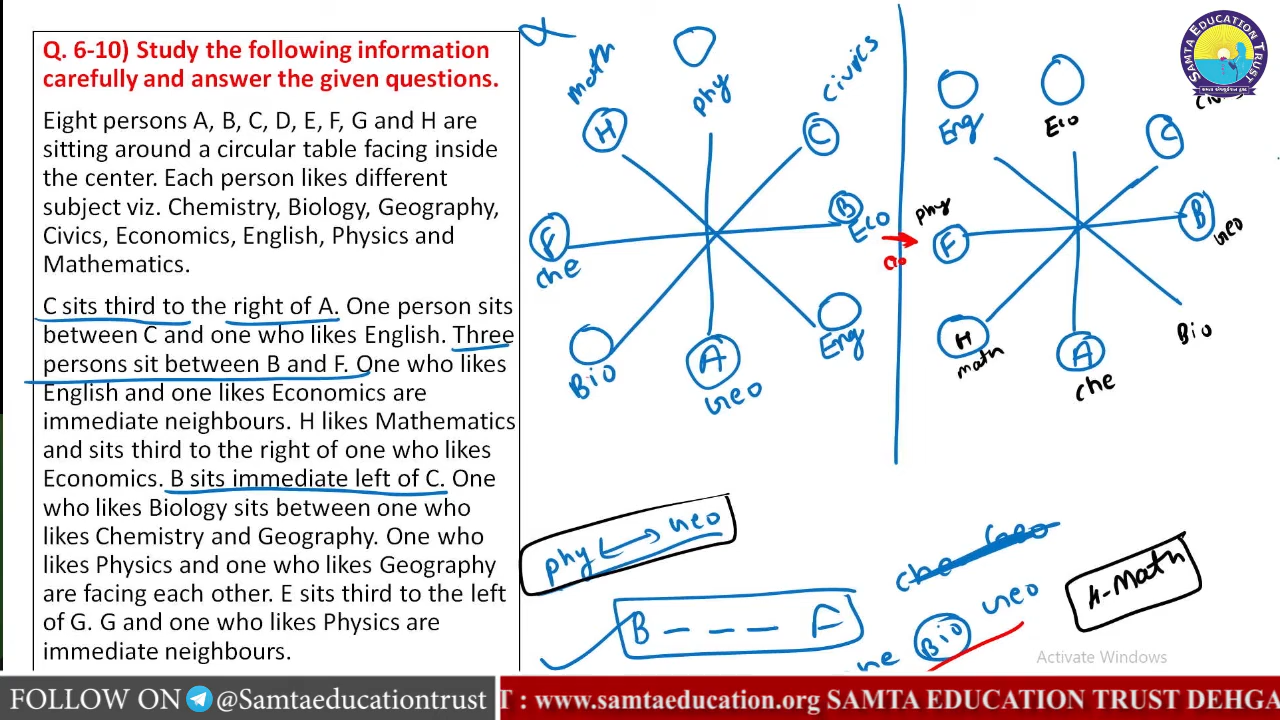 Q. 6-10) Study the following information
carefully and answer the given questions.
Eight persons A, B, C, D, E, F, G and H are
sitting around a circular table facing inside
the center. Each person likes different
subject viz. Chemistry, Biology, Geography,
Civics, Economics, English, Physics and
Mathematics.
C sits third to the right of A. One person sits
between C and one who likes English. Three
persons sit between B and F. One who likes
English and one likes Economics are
immediate neighbours. H likes Mathematics
and sits third to the right of one who likes
Economics. B sits immediate left of C. One
who likes Biology sits between one who
likes Chemistry and Geography. One who
likes Physics and one who likes Geography
are facing each other. E sits third to the left
of G. G and one who likes Physics are
immediate neighbours.
math
phy
civics
H
C
F
che
B
Eco
Bio
A
Geo
Eng
Eng
Eco
C
phy
F
B
Geo
H
math
A
che
Bio
phy ↔ Geo
B - - - F
che Geo
Bio Geo
H-Math
SAMTA EDUCATION TRUST
Activate Windows
FOLLOW ON @Samtaeducationtrust
T : www.samtaeducation.org SAMTA EDUCATION TRUST DEHGA